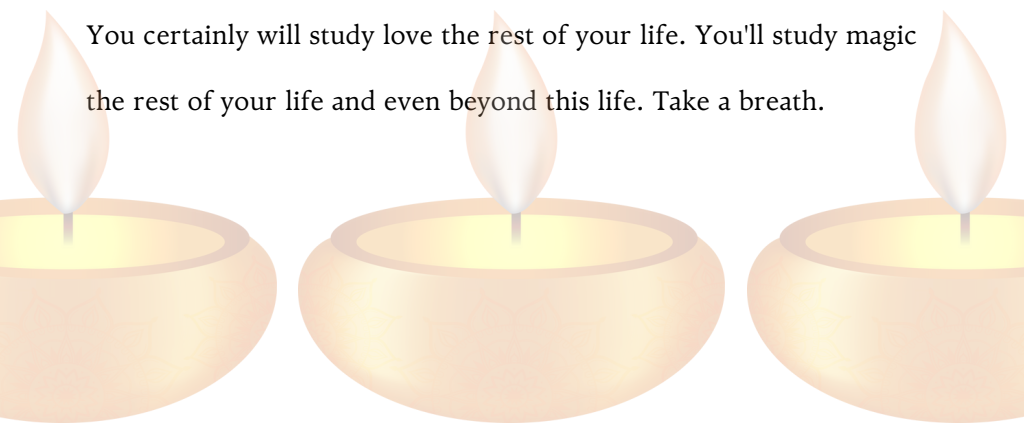 You certainly will study love the rest of your life. You'll study magic
the rest of your life and even beyond this life. Take a breath.